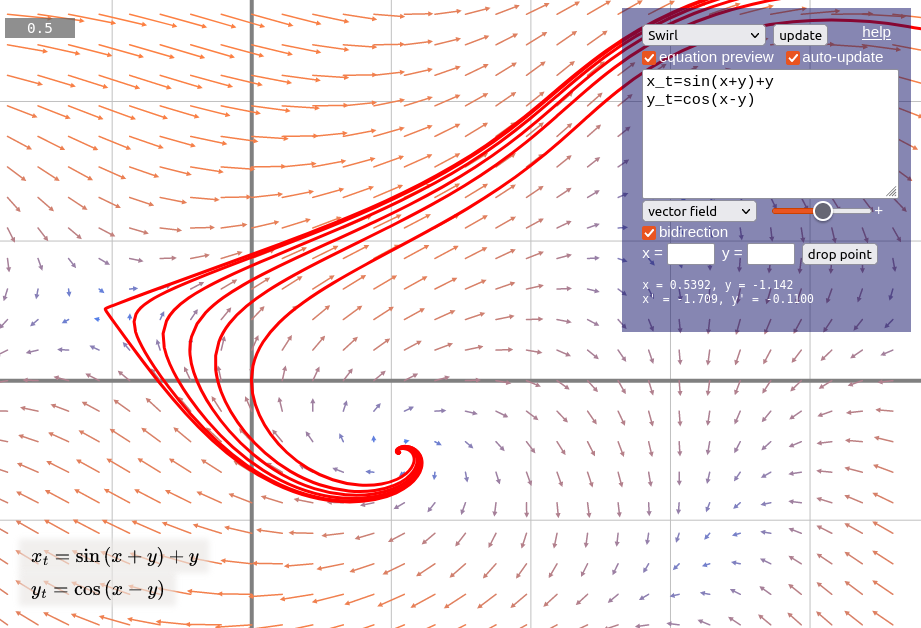 0.5
Swirl update help
equation preview auto-update
x_t=sin(x+y)+y
y_t=cos(x-y)
vector field +
bidirection
x = y = drop point
x = 0.5392, y = -1.142
x' = -1.709, y' = -0.1100
x_t = sin (x + y) + y
y_t = cos (x − y)